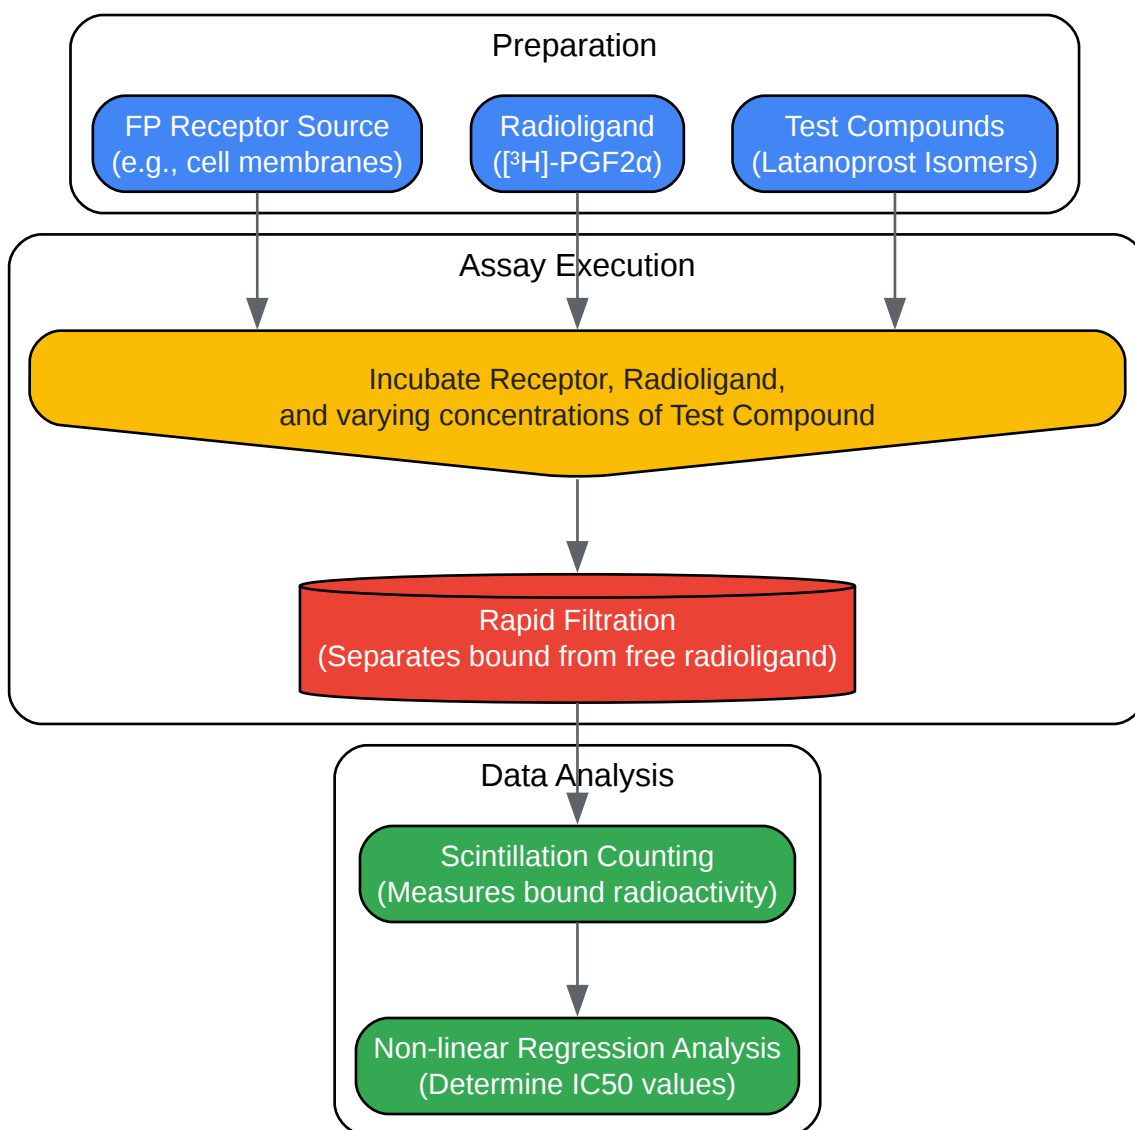 Preparation
FP Receptor Source
(e.g., cell membranes)
Radioligand
([³H]-PGF2α)
Test Compounds
(Latanoprost Isomers)
Assay Execution
Incubate Receptor, Radioligand,
and varying concentrations of Test Compound
Rapid Filtration
(Separates bound from free radioligand)
Data Analysis
Scintillation Counting
(Measures bound radioactivity)
Non-linear Regression Analysis
(Determine IC50 values)